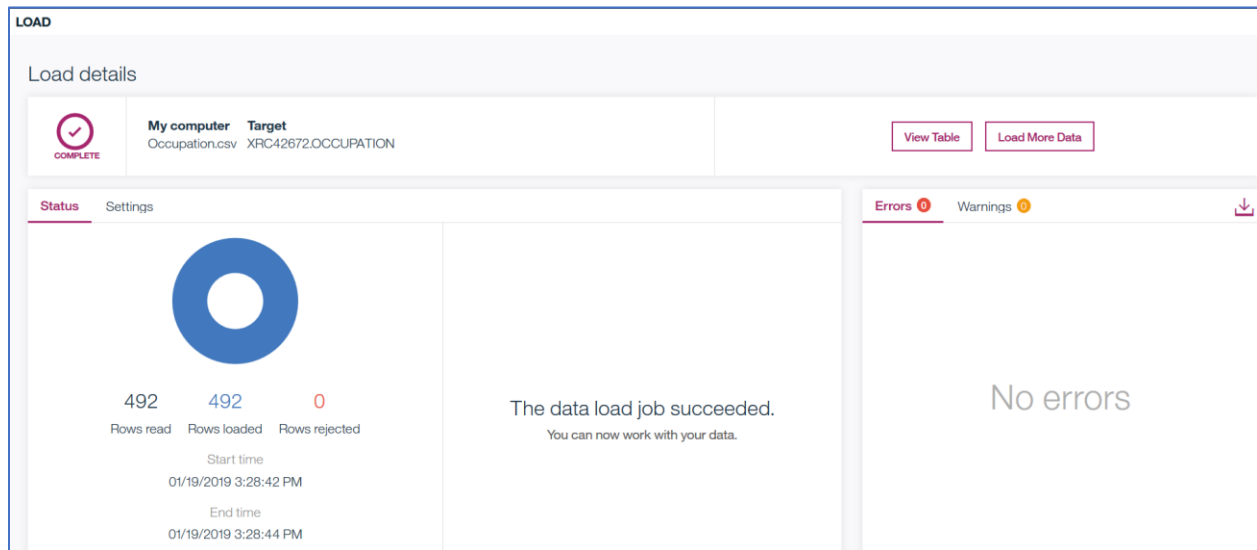 LOAD
Load details
COMPLETE
My computer Target
Occupation.csv XRC42672.OCCUPATION
View Table
Load More Data
Status Settings
492 492 0
Rows read Rows loaded Rows rejected
Start time
01/19/2019 3:28:42 PM
End time
01/19/2019 3:28:44 PM
The data load job succeeded.
You can now work with your data.
Errors 0 Warnings 0
No errors